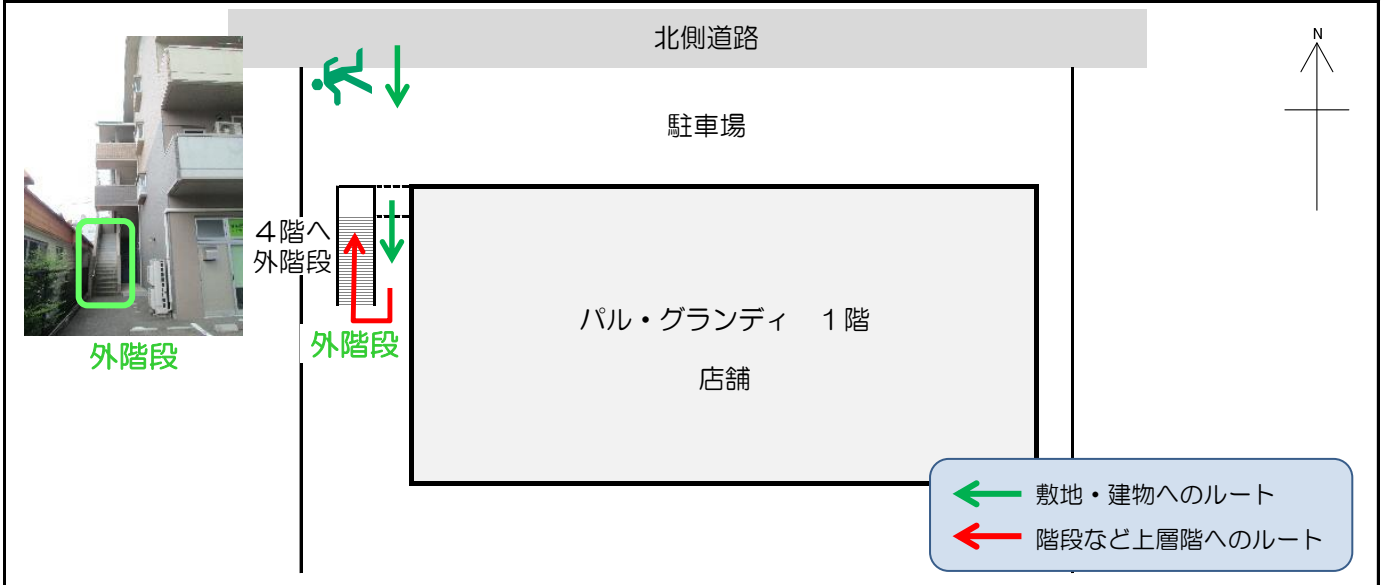 北側道路
N
駐車場
4階へ
外階段
外階段
外階段
パル・グランディ　1階
店舗
敷地・建物へのルート
階段など上層階へのルート